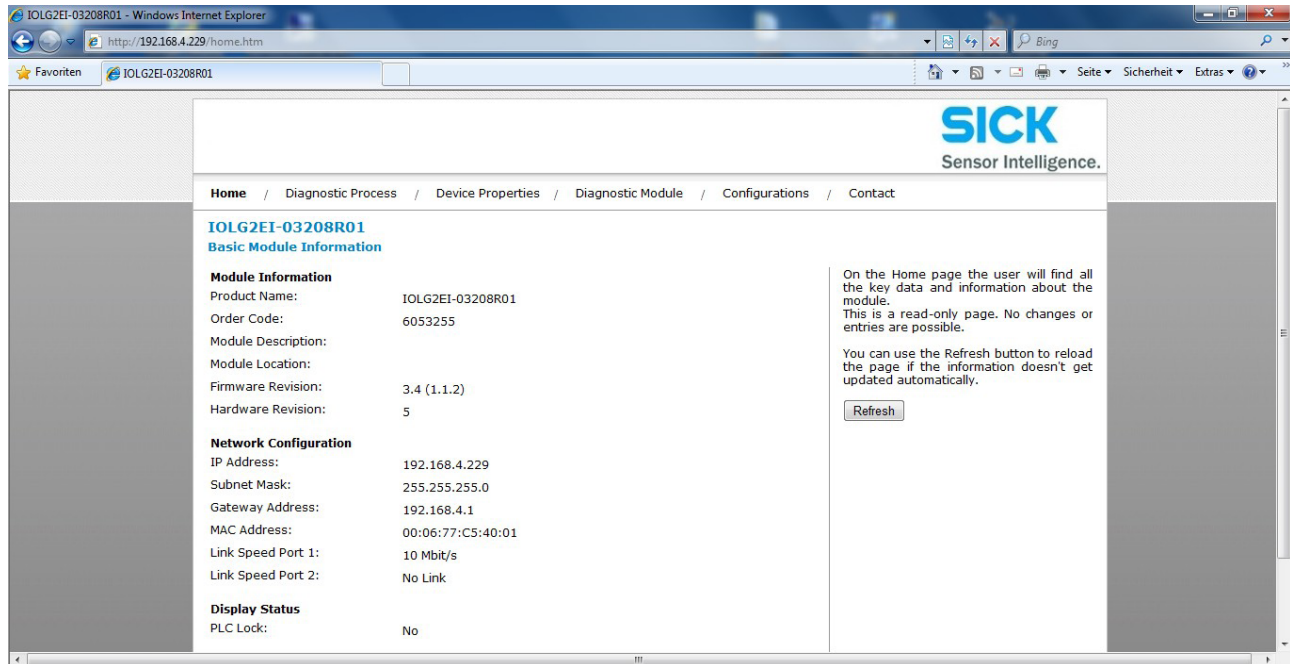 IOLG2EI-03208R01 - Windows Internet Explorer
http://192.168.4.229/home.htm
Bing
Favoriten
IOLG2EI-03208R01
Seite
Sicherheit
Extras
SICK
Sensor Intelligence.
Home / Diagnostic Process / Device Properties / Diagnostic Module / Configurations / Contact
IOLG2EI-03208R01
Basic Module Information
Module Information
Product Name: IOLG2EI-03208R01
Order Code: 6053255
Module Description:
Module Location:
Firmware Revision: 3.4 (1.1.2)
Hardware Revision: 5
Network Configuration
IP Address: 192.168.4.229
Subnet Mask: 255.255.255.0
Gateway Address: 192.168.4.1
MAC Address: 00:06:77:C5:40:01
Link Speed Port 1: 10 Mbit/s
Link Speed Port 2: No Link
Display Status
PLC Lock: No
On the Home page the user will find all
the key data and information about the
module.
This is a read-only page. No changes or
entries are possible.
You can use the Refresh button to reload
the page if the information doesn't get
updated automatically.
Refresh